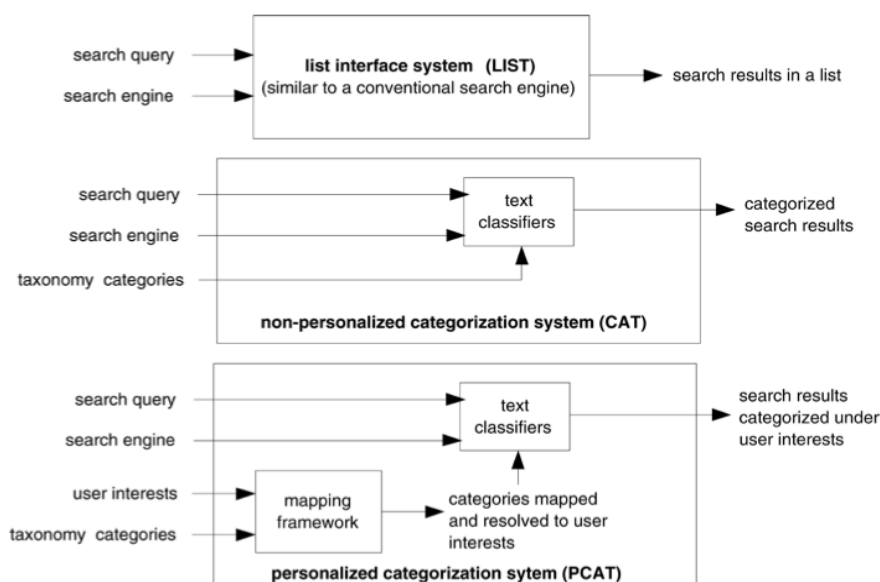 search query
search engine
list interface system (LIST)
(similar to a conventional search engine)
search results in a list
search query
search engine
taxonomy categories
text
classifiers
categorized
search results
non-personalized categorization system (CAT)
search query
search engine
text
classifiers
search results
categorized under
user interests
user interests
taxonomy categories
mapping
framework
categories mapped
and resolved to user
interests
personalized categorization sytem (PCAT)